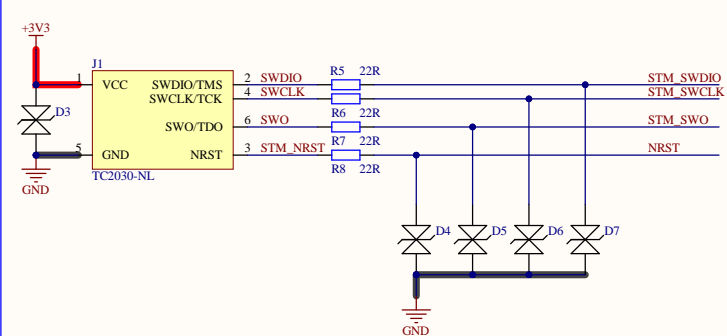 +3V3
J1
R5 22R
1 VCC SWDIO/TMS 2 SWDIO STM_SWDIO
SWCLK/TCK 4 SWCLK STM_SWCLK
D3
R6 22R
SWO/TDO 6 SWO STM_SWO
R7 22R
5 GND NRST 3 STM_NRST NRST
TC2030-NL
R8 22R
GND
D4 D5 D6 D7
GND